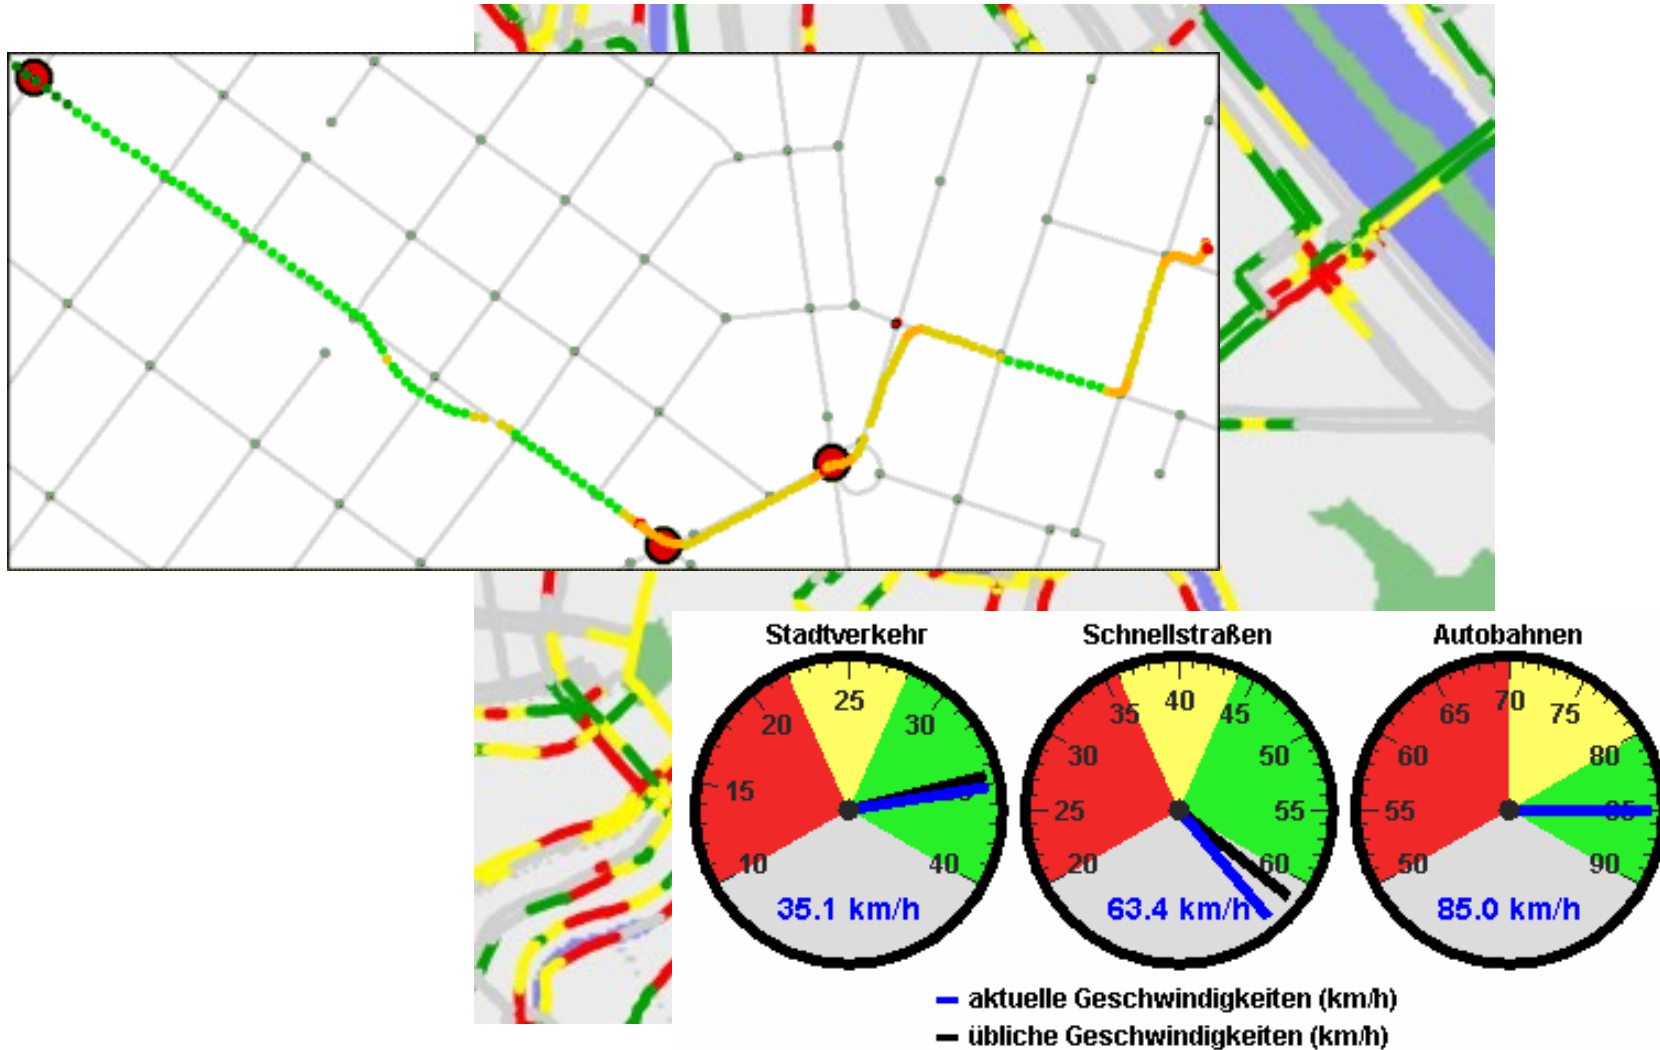 Stadtverkehr
10 15 20 25 30 40
35.1 km/h
Schnellstraßen
20 25 30 35 40 45 50 55 60
63.4 km/h
Autobahnen
50 55 60 65 70 75 80 85 90
85.0 km/h
aktuelle Geschwindigkeiten (km/h)
übliche Geschwindigkeiten (km/h)